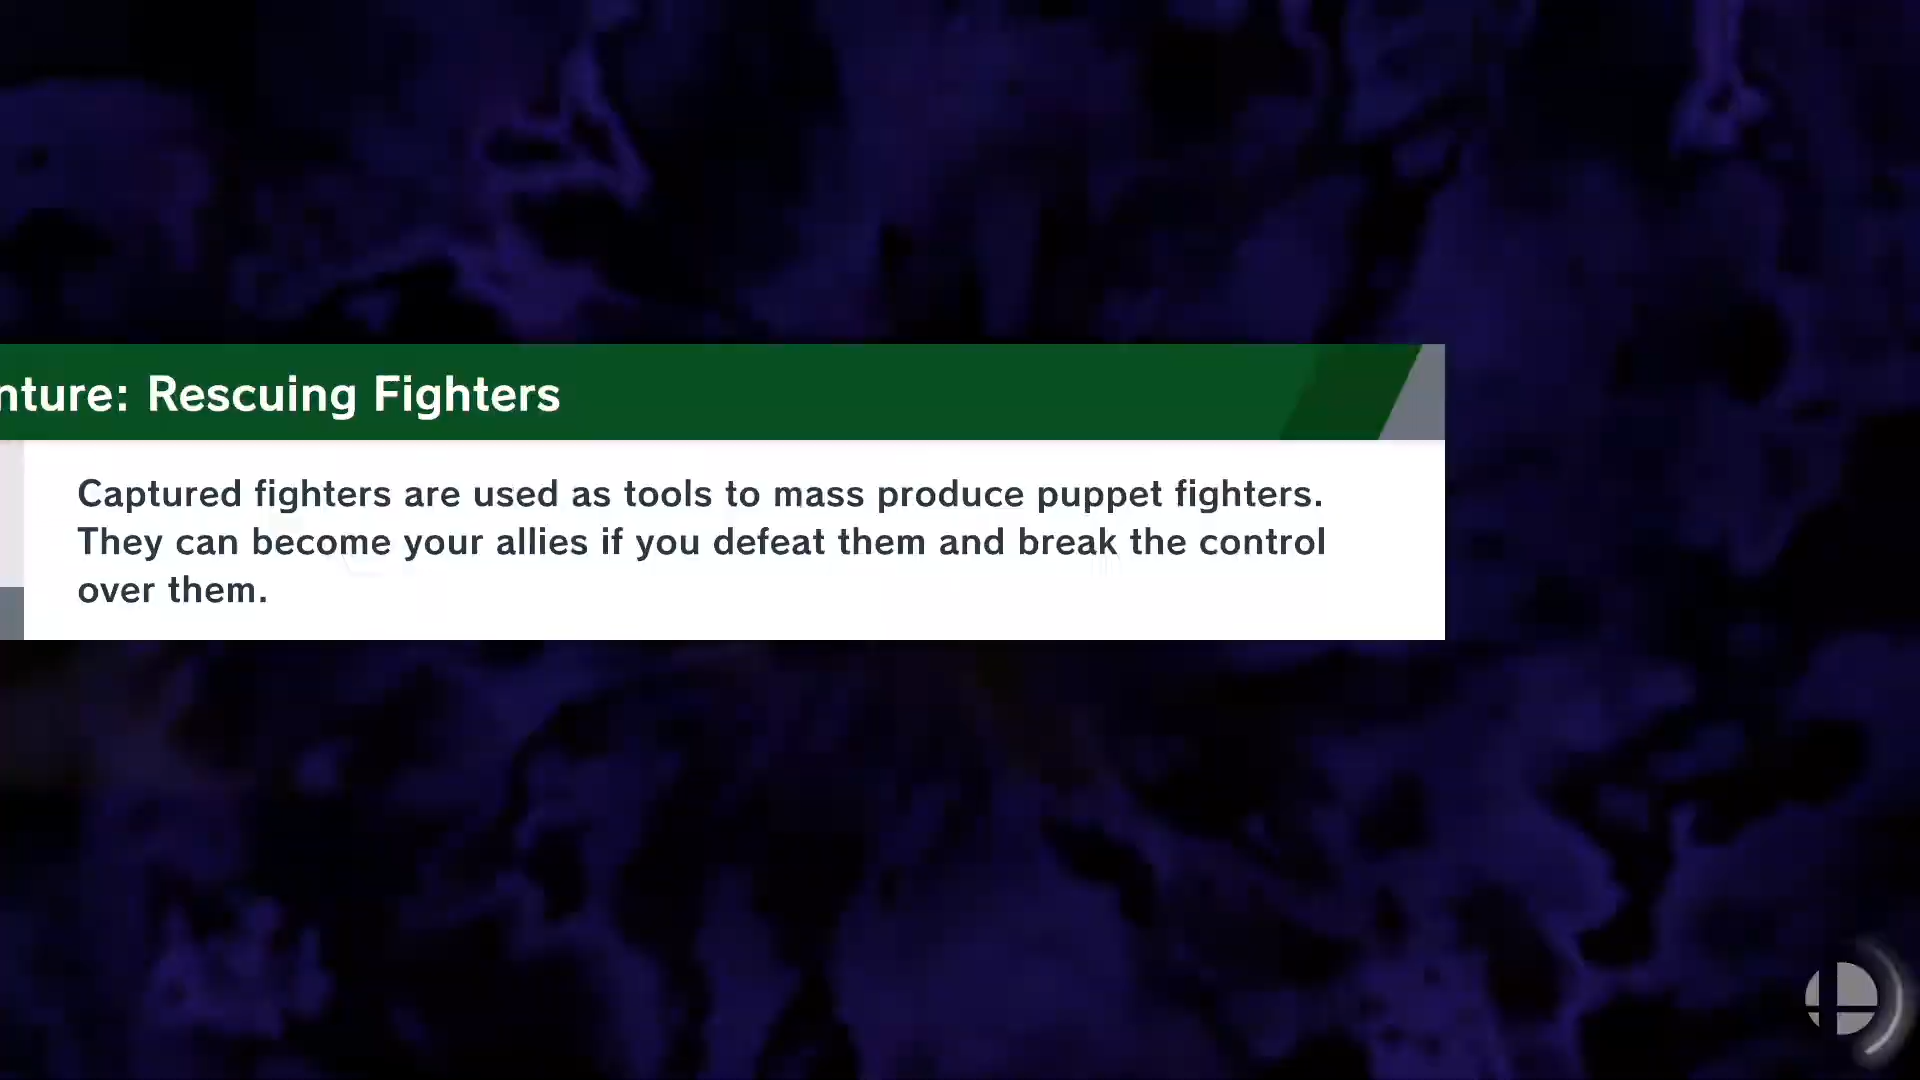 nture: Rescuing Fighters
Captured fighters are used as tools to mass produce puppet fighters.
They can become your allies if you defeat them and break the control
over them.